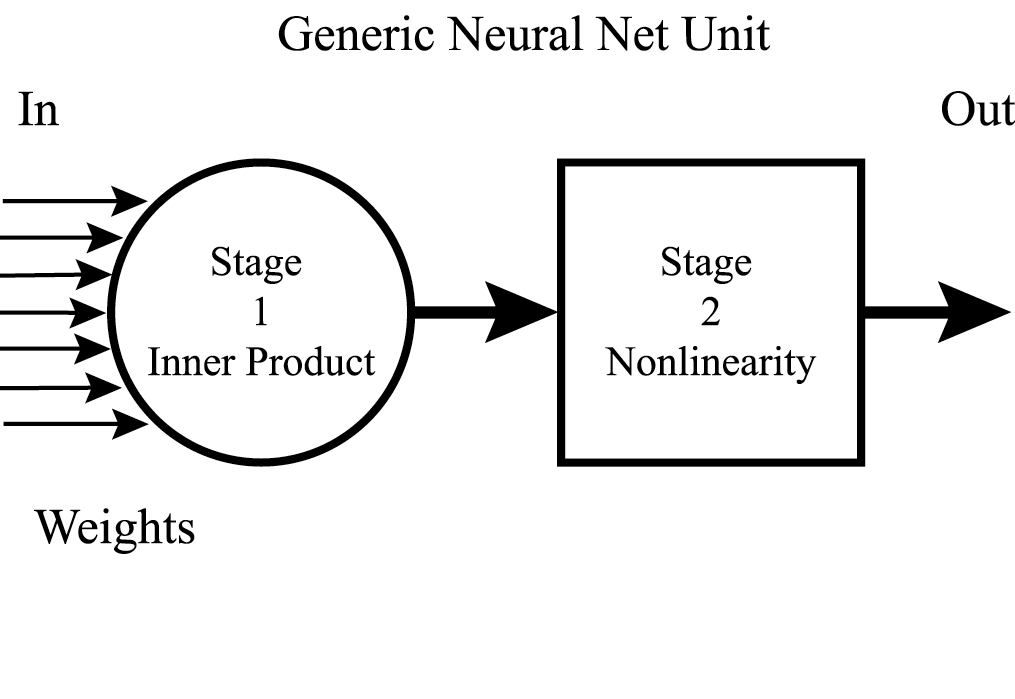 Generic Neural Net Unit
In
Out
Stage
1
Inner Product
Stage
2
Nonlinearity
Weights